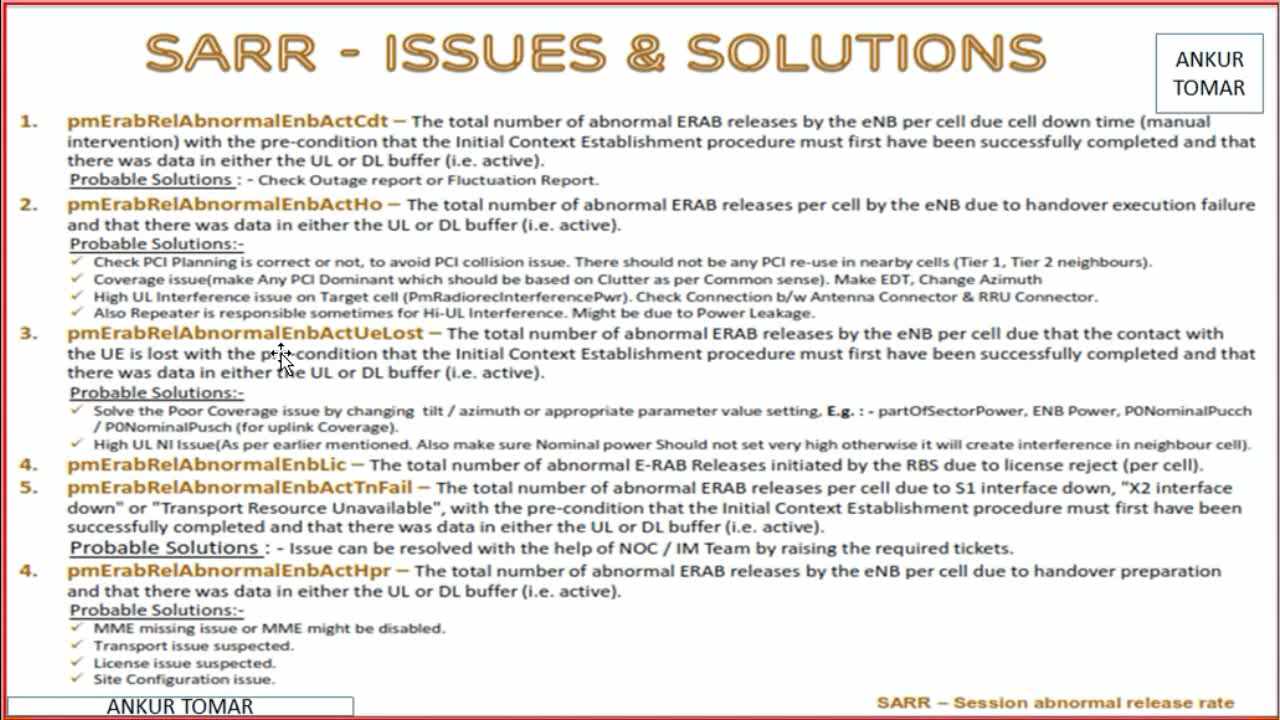 SARR - ISSUES & SOLUTIONS
ANKUR
TOMAR
1. pmErabRelAbnormalEnbActCdt – The total number of abnormal ERAB releases by the eNB per cell due cell down time (manual
intervention) with the pre-condition that the Initial Context Establishment procedure must first have been successfully completed and that
there was data in either the UL or DL buffer (i.e. active).
Probable Solutions : - Check Outage report or Fluctuation Report.
2. pmErabRelAbnormalEnbActHo – The total number of abnormal ERAB releases per cell by the eNB due to handover execution failure
and that there was data in either the UL or DL buffer (i.e. active).
Probable Solutions:-
✓ Check PCI Planning is correct or not, to avoid PCI collision issue. There should not be any PCI re-use in nearby cells (Tier 1, Tier 2 neighbours).
✓ Coverage issue(make Any PCI Dominant which should be based on Clutter as per Common sense). Make EDT, Change Azimuth
✓ High UL Interference issue on Target cell (PmRadiorecInterferencePwr). Check Connection b/w Antenna Connector & RRU Connector.
✓ Also Repeater is responsible sometimes for Hi-UL Interference. Might be due to Power Leakage.
3. pmErabRelAbnormalEnbActUeLost – The total number of abnormal ERAB releases by the eNB per cell due that the contact with
the UE is lost with the pre-condition that the Initial Context Establishment procedure must first have been successfully completed and that
there was data in either the UL or DL buffer (i.e. active).
Probable Solutions:-
✓ Solve the Poor Coverage issue by changing tilt / azimuth or appropriate parameter value setting. E.g. : - partOfSectorPower, ENB Power, P0NominalPucch
/ P0NominalPusch (for uplink Coverage).
✓ High UL NI Issue(As per earlier mentioned. Also make sure Nominal power Should not set very high otherwise it will create interference in neighbour cell).
4. pmErabRelAbnormalEnbLic – The total number of abnormal E-RAB Releases initiated by the RBS due to license reject (per cell).
5. pmErabRelAbnormalEnbActTnFail – The total number of abnormal ERAB releases per cell due to S1 interface down, "X2 interface
down" or "Transport Resource Unavailable", with the pre-condition that the Initial Context Establishment procedure must first have been
successfully completed and that there was data in either the UL or DL buffer (i.e. active).
Probable Solutions : - Issue can be resolved with the help of NOC / IM Team by raising the required tickets.
4. pmErabRelAbnormalEnbActHpr – The total number of abnormal ERAB releases by the eNB per cell due to handover preparation
and that there was data in either the UL or DL buffer (i.e. active).
Probable Solutions:-
✓ MME missing issue or MME might be disabled.
✓ Transport issue suspected.
✓ License issue suspected.
✓ Site Configuration issue.
ANKUR TOMAR
SARR – Session abnormal release rate